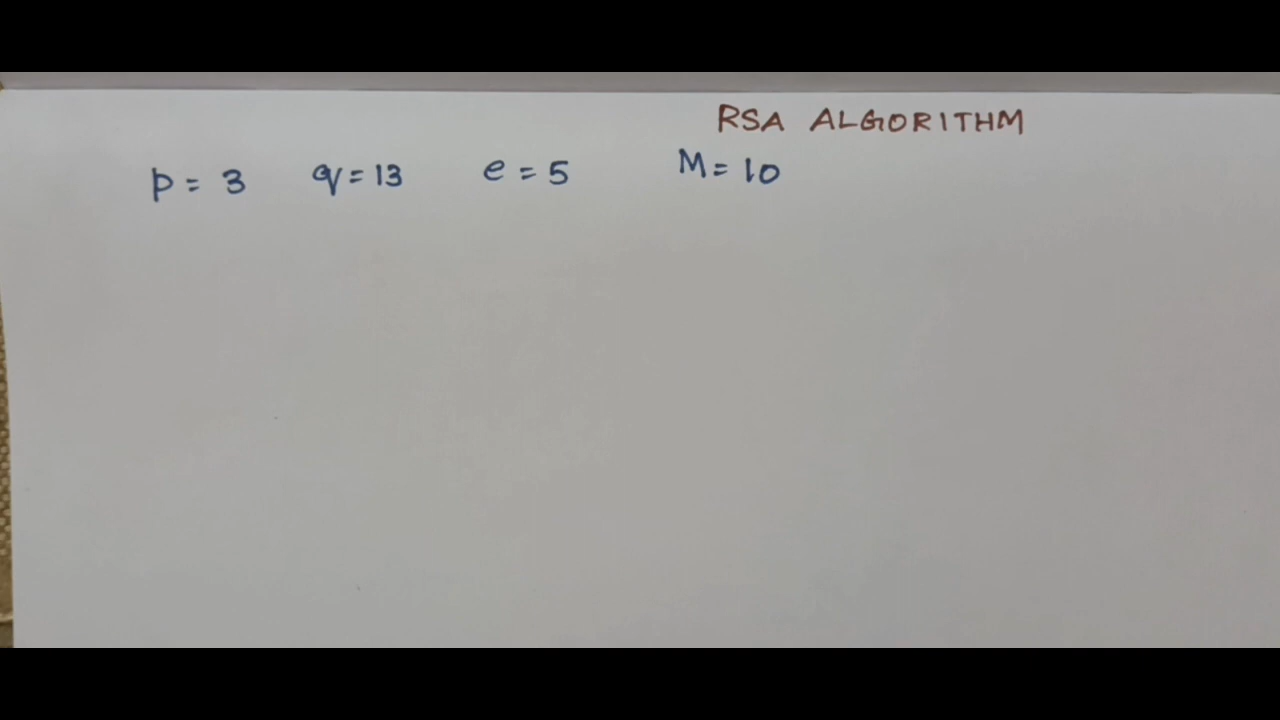 RSA ALGORITHM
p = 3 q = 13 e = 5 M = 10